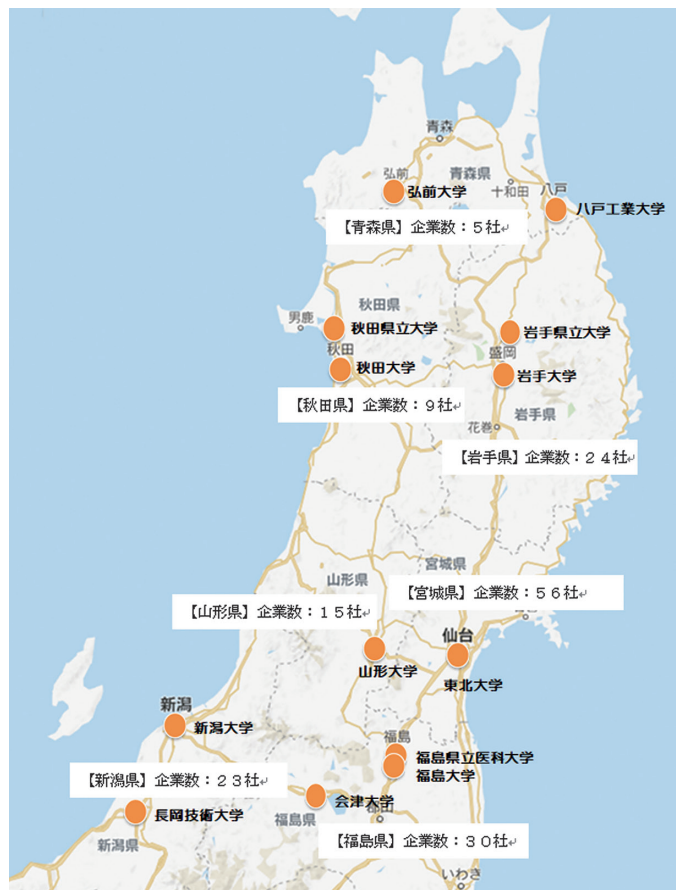 青森
弘前
青森県
弘前大学
十和田
八戸
八戸工業大学
【青森県】企業数：５社↵
秋田県
男鹿
秋田県立大学
岩手県立大学
秋田
盛岡
秋田大学
岩手大学
【秋田県】企業数：９社↵
岩手県
花巻
【岩手県】企業数：２４社↵
宮城県
山形県
【宮城県】企業数：５６社↵
【山形県】企業数：１５社↵
仙台
山形大学
東北大学
新潟
新潟大学
福島
福島県立医科大学
福島大学
【新潟県】企業数：２３社↵
会津大学
長岡技術大学
福島県
【福島県】企業数：３０社↵
新潟県
いわき